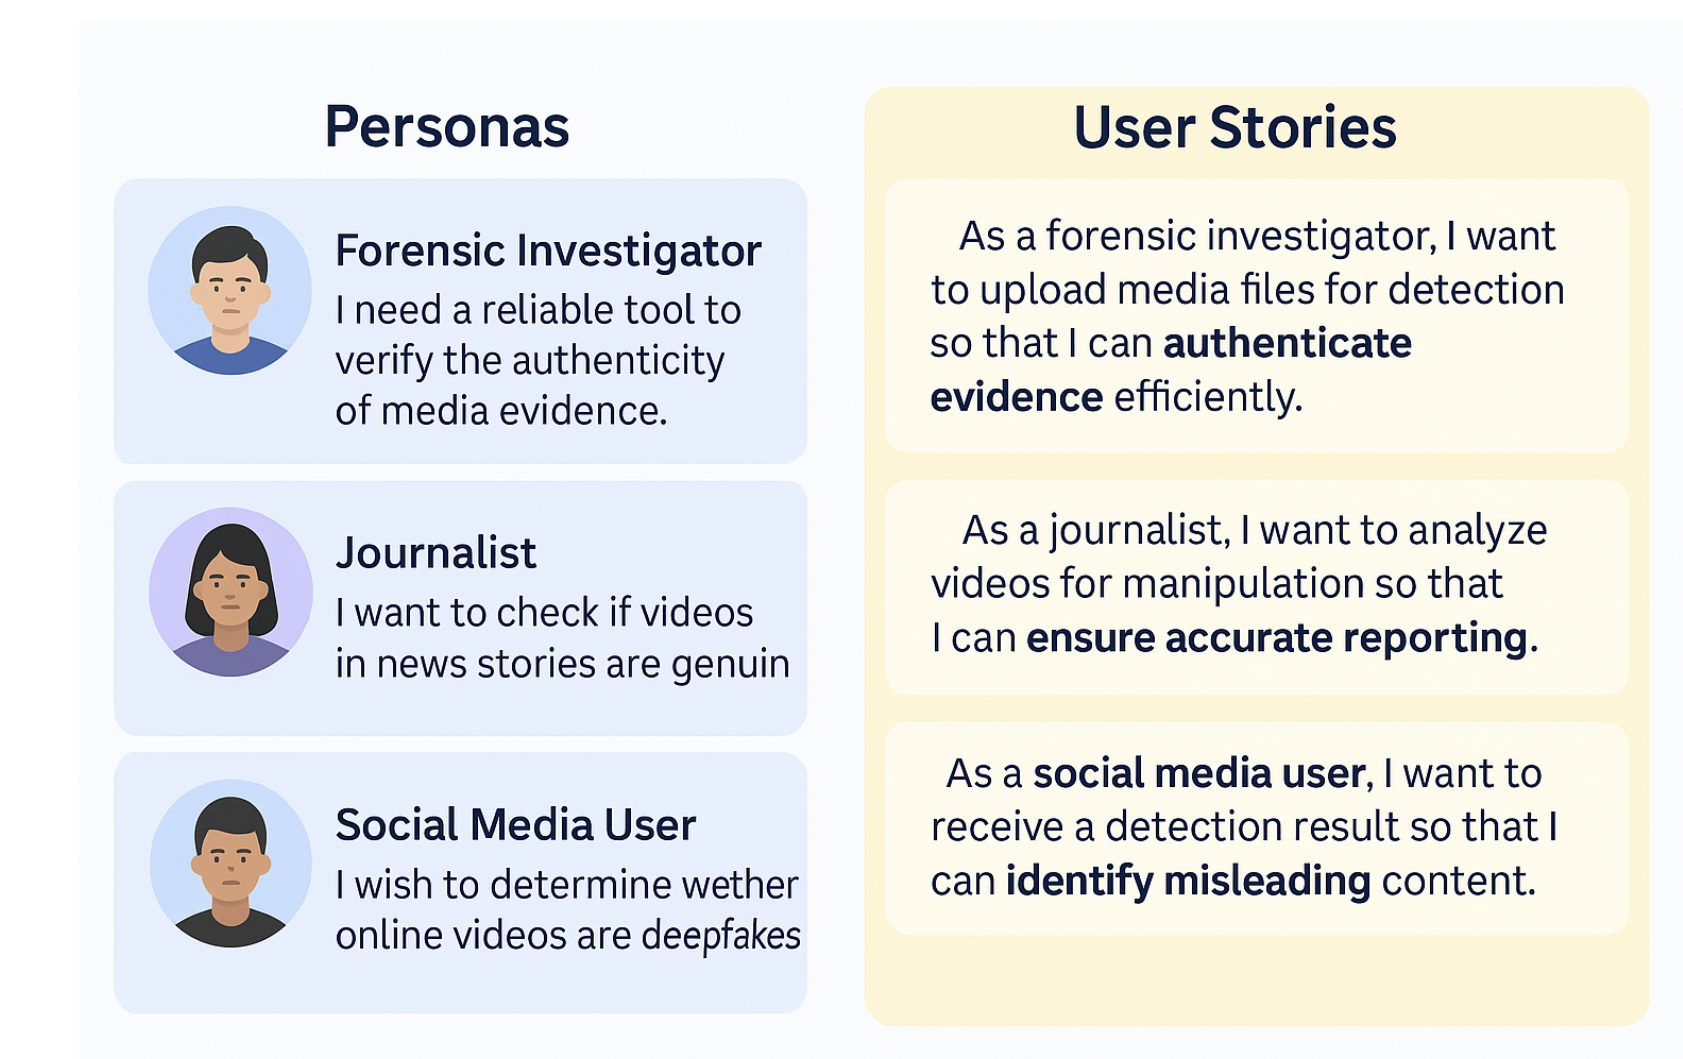 Personas
Forensic Investigator
I need a reliable tool to
verify the authenticity
of media evidence.
Journalist
I want to check if videos
in news stories are genuin
Social Media User
I wish to determine wether
online videos are deepfakes
User Stories
As a forensic investigator, I want
to upload media files for detection
so that I can authenticate
evidence efficiently.
As a journalist, I want to analyze
videos for manipulation so that
I can ensure accurate reporting.
As a social media user, I want to
receive a detection result so that I
can identify misleading content.